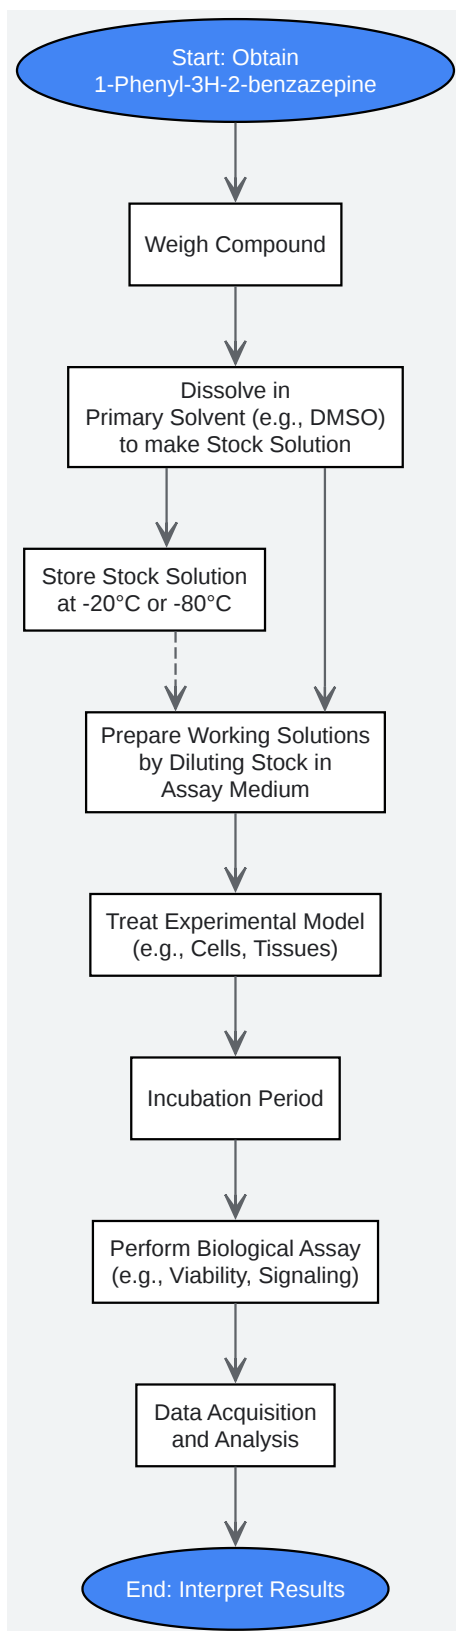 Start: Obtain
1-Phenyl-3H-2-benzazepine
Weigh Compound
Dissolve in
Primary Solvent (e.g., DMSO)
to make Stock Solution
Store Stock Solution
at -20°C or -80°C
Prepare Working Solutions
by Diluting Stock in
Assay Medium
Treat Experimental Model
(e.g., Cells, Tissues)
Incubation Period
Perform Biological Assay
(e.g., Viability, Signaling)
Data Acquisition
and Analysis
End: Interpret Results